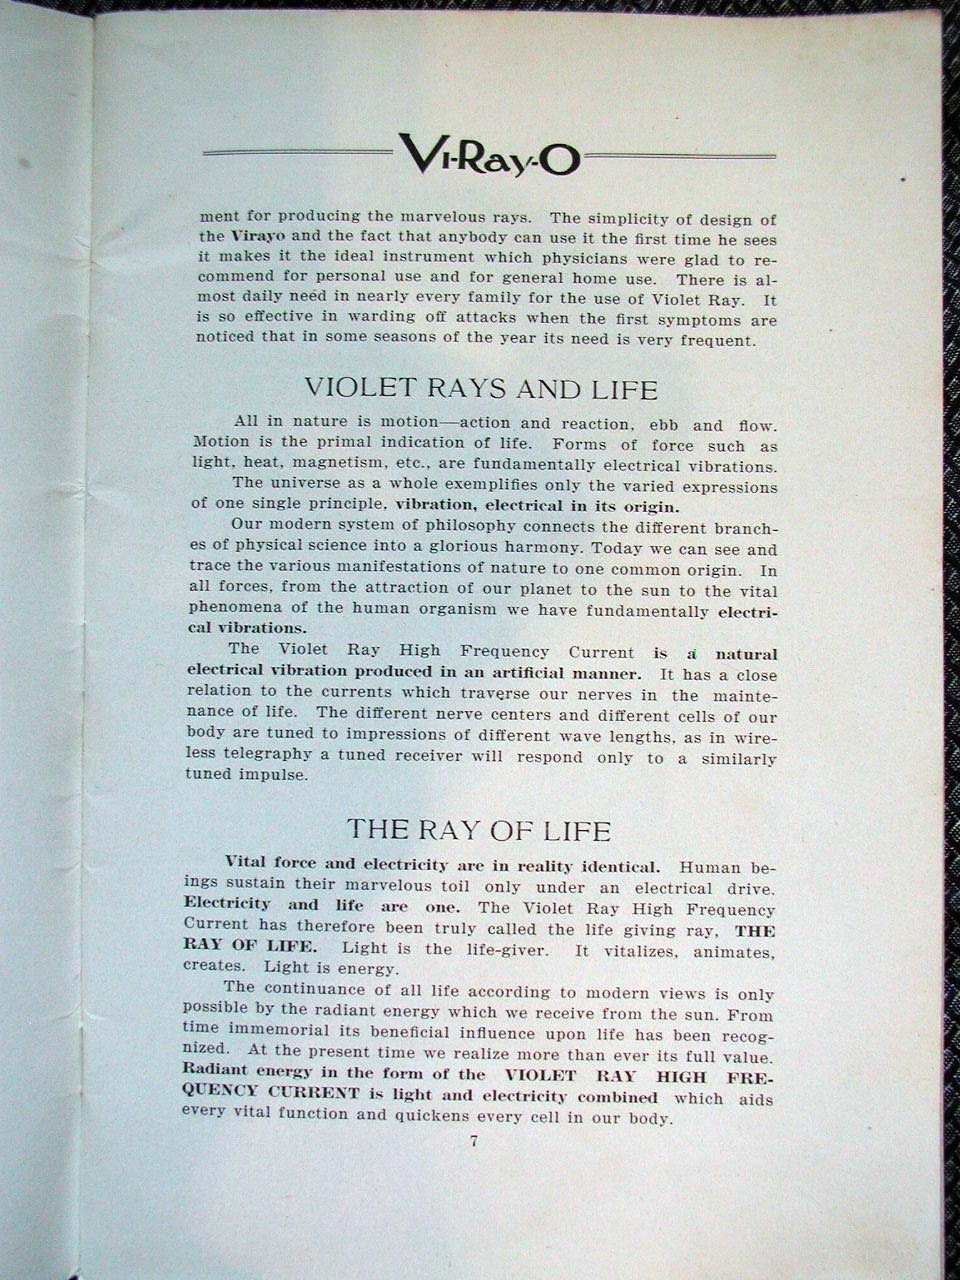 Vi-Ray-O
ment for producing the marvelous rays. The simplicity of design of
the Virayo and the fact that anybody can use it the first time he sees
it makes it the ideal instrument which physicians were glad to re-
commend for personal use and for general home use. There is al-
most daily need in nearly every family for the use of Violet Ray. It
is so effective in warding off attacks when the first symptoms are
noticed that in some seasons of the year its need is very frequent.
VIOLET RAYS AND LIFE
All in nature is motion—action and reaction, ebb and flow.
Motion is the primal indication of life. Forms of force such as
light, heat, magnetism, etc., are fundamentally electrical vibrations.
The universe as a whole exemplifies only the varied expressions
of one single principle, vibration, electrical in its origin.
Our modern system of philosophy connects the different branch-
es of physical science into a glorious harmony. Today we can see and
trace the various manifestations of nature to one common origin. In
all forces, from the attraction of our planet to the sun to the vital
phenomena of the human organism we have fundamentally electri-
cal vibrations.
The Violet Ray High Frequency Current is a natural
electrical vibration produced in an artificial manner. It has a close
relation to the currents which traverse our nerves in the mainte-
nance of life. The different nerve centers and different cells of our
body are tuned to impressions of different wave lengths, as in wire-
less telegraphy a tuned receiver will respond only to a similarly
tuned impulse.
THE RAY OF LIFE
Vital force and electricity are in reality identical. Human be-
ings sustain their marvelous toil only under an electrical drive.
Electricity and life are one. The Violet Ray High Frequency
Current has therefore been truly called the life giving ray, THE
RAY OF LIFE. Light is the life-giver. It vitalizes, animates,
creates. Light is energy.
The continuance of all life according to modern views is only
possible by the radiant energy which we receive from the sun. From
time immemorial its beneficial influence upon life has been recog-
nized. At the present time we realize more than ever its full value.
Radiant energy in the form of the VIOLET RAY HIGH FRE-
QUENCY CURRENT is light and electricity combined which aids
every vital function and quickens every cell in our body.
7